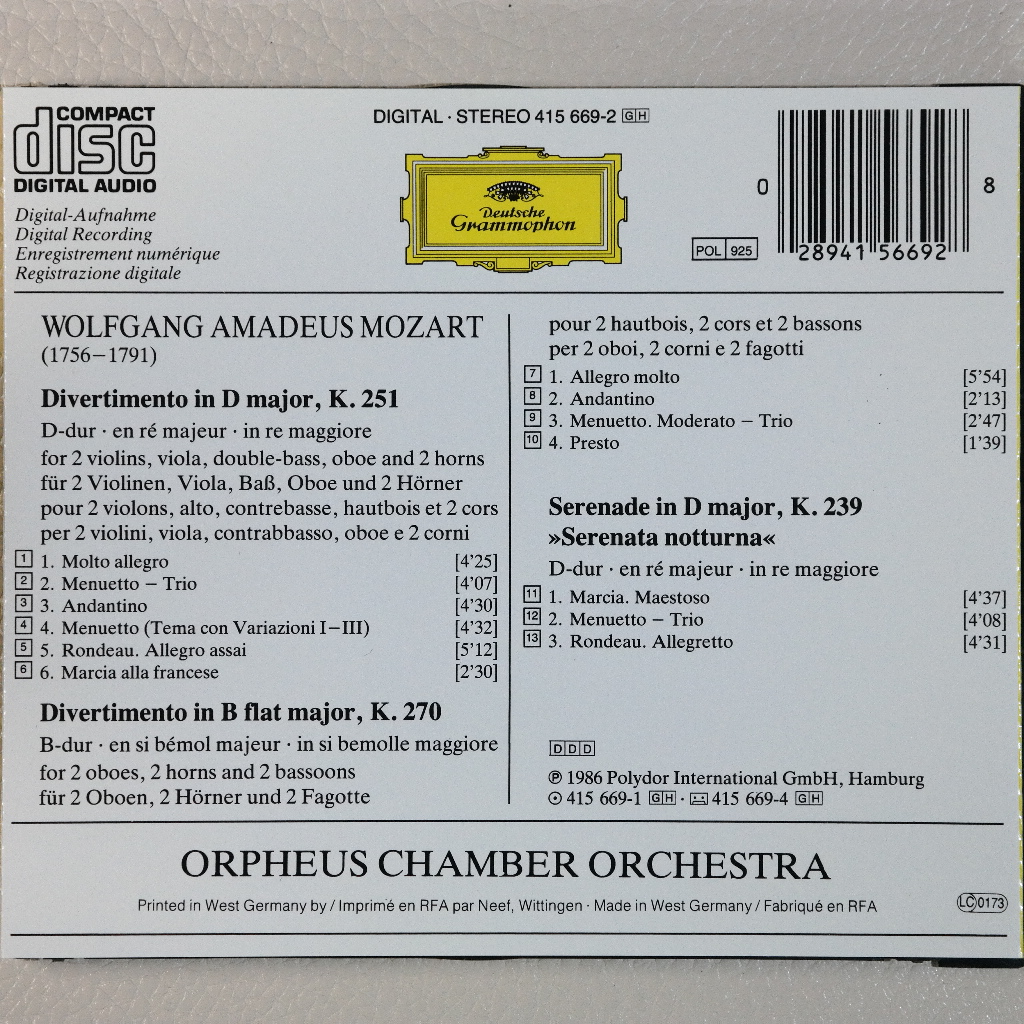 COMPACT
disc
DIGITAL AUDIO
Digital-Aufnahme
Digital Recording
Enregistrement numérique
Registrazione digitale
DIGITAL · STEREO 415 669-2 GH
Deutsche
Grammophon
POL 925
0 28941 56692 8
WOLFGANG AMADEUS MOZART
(1756–1791)
Divertimento in D major, K. 251
D-dur · en ré majeur · in re maggiore
for 2 violins, viola, double-bass, oboe and 2 horns
für 2 Violinen, Viola, Baß, Oboe und 2 Hörner
pour 2 violons, alto, contrebasse, hautbois et 2 cors
per 2 violini, viola, contrabbasso, oboe e 2 corni
1 1. Molto allegro [4'25]
2 2. Menuetto – Trio [4'07]
3 3. Andantino [4'30]
4 4. Menuetto (Tema con Variazioni I–III) [4'32]
5 5. Rondeau. Allegro assai [5'12]
6 6. Marcia alla francese [2'30]
Divertimento in B flat major, K. 270
B-dur · en si bémol majeur · in si bemolle maggiore
for 2 oboes, 2 horns and 2 bassoons
für 2 Oboen, 2 Hörner und 2 Fagotte
pour 2 hautbois, 2 cors et 2 bassons
per 2 oboi, 2 corni e 2 fagotti
7 1. Allegro molto [5'54]
8 2. Andantino [2'13]
9 3. Menuetto. Moderato – Trio [2'47]
10 4. Presto [1'39]
Serenade in D major, K. 239
»Serenata notturna«
D-dur · en ré majeur · in re maggiore
11 1. Marcia. Maestoso [4'37]
12 2. Menuetto – Trio [4'08]
13 3. Rondeau. Allegretto [4'31]
DDD
℗ 1986 Polydor International GmbH, Hamburg
415 669-1 GH · 415 669-4 GH
ORPHEUS CHAMBER ORCHESTRA
Printed in West Germany by / Imprimé en RFA par Neef, Wittingen · Made in West Germany / Fabriqué en RFA
LC 0173